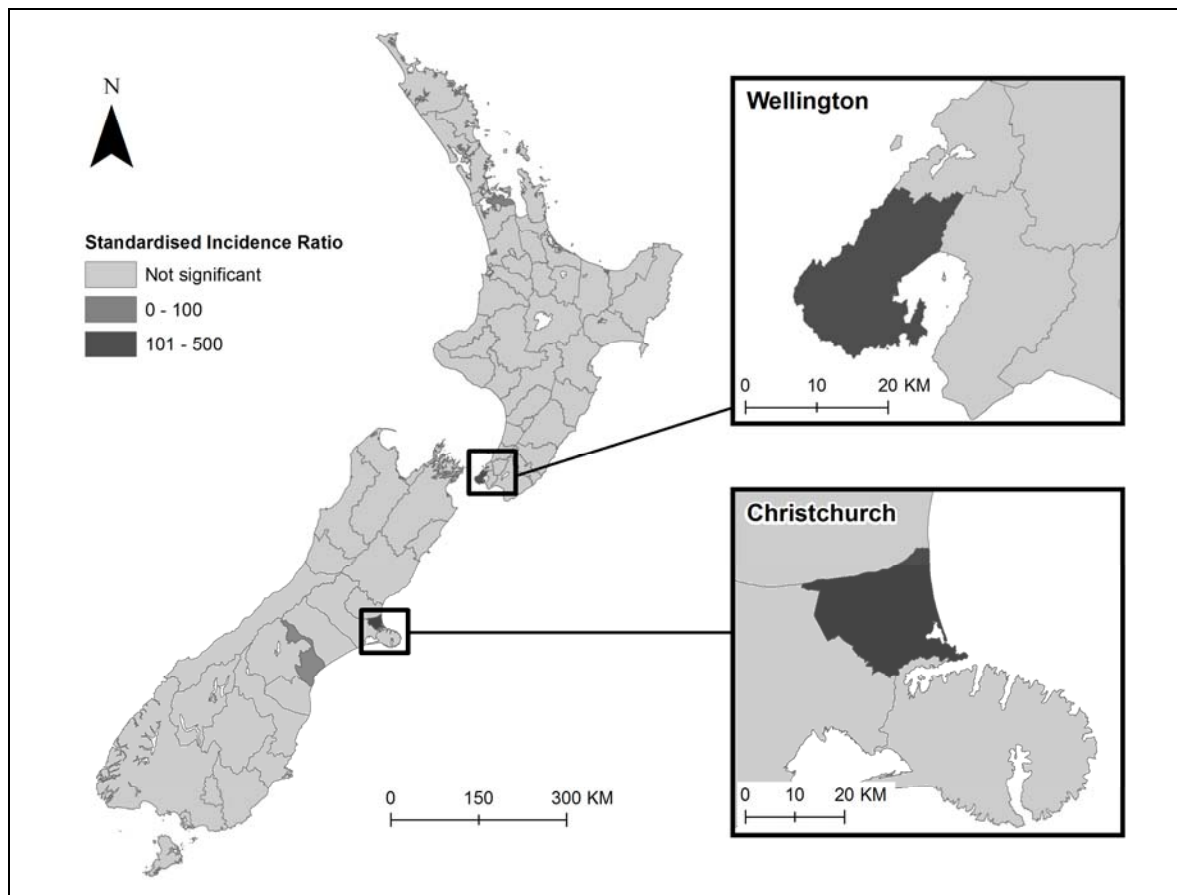 N
Standardised Incidence Ratio
Not significant
0 - 100
101 - 500
0 150 300 KM
Wellington
0 10 20 KM
Christchurch
0 10 20 KM